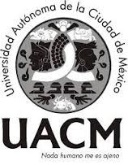 Universidad Autónoma de la Ciudad de México
UACM
Nada humano me es ajeno